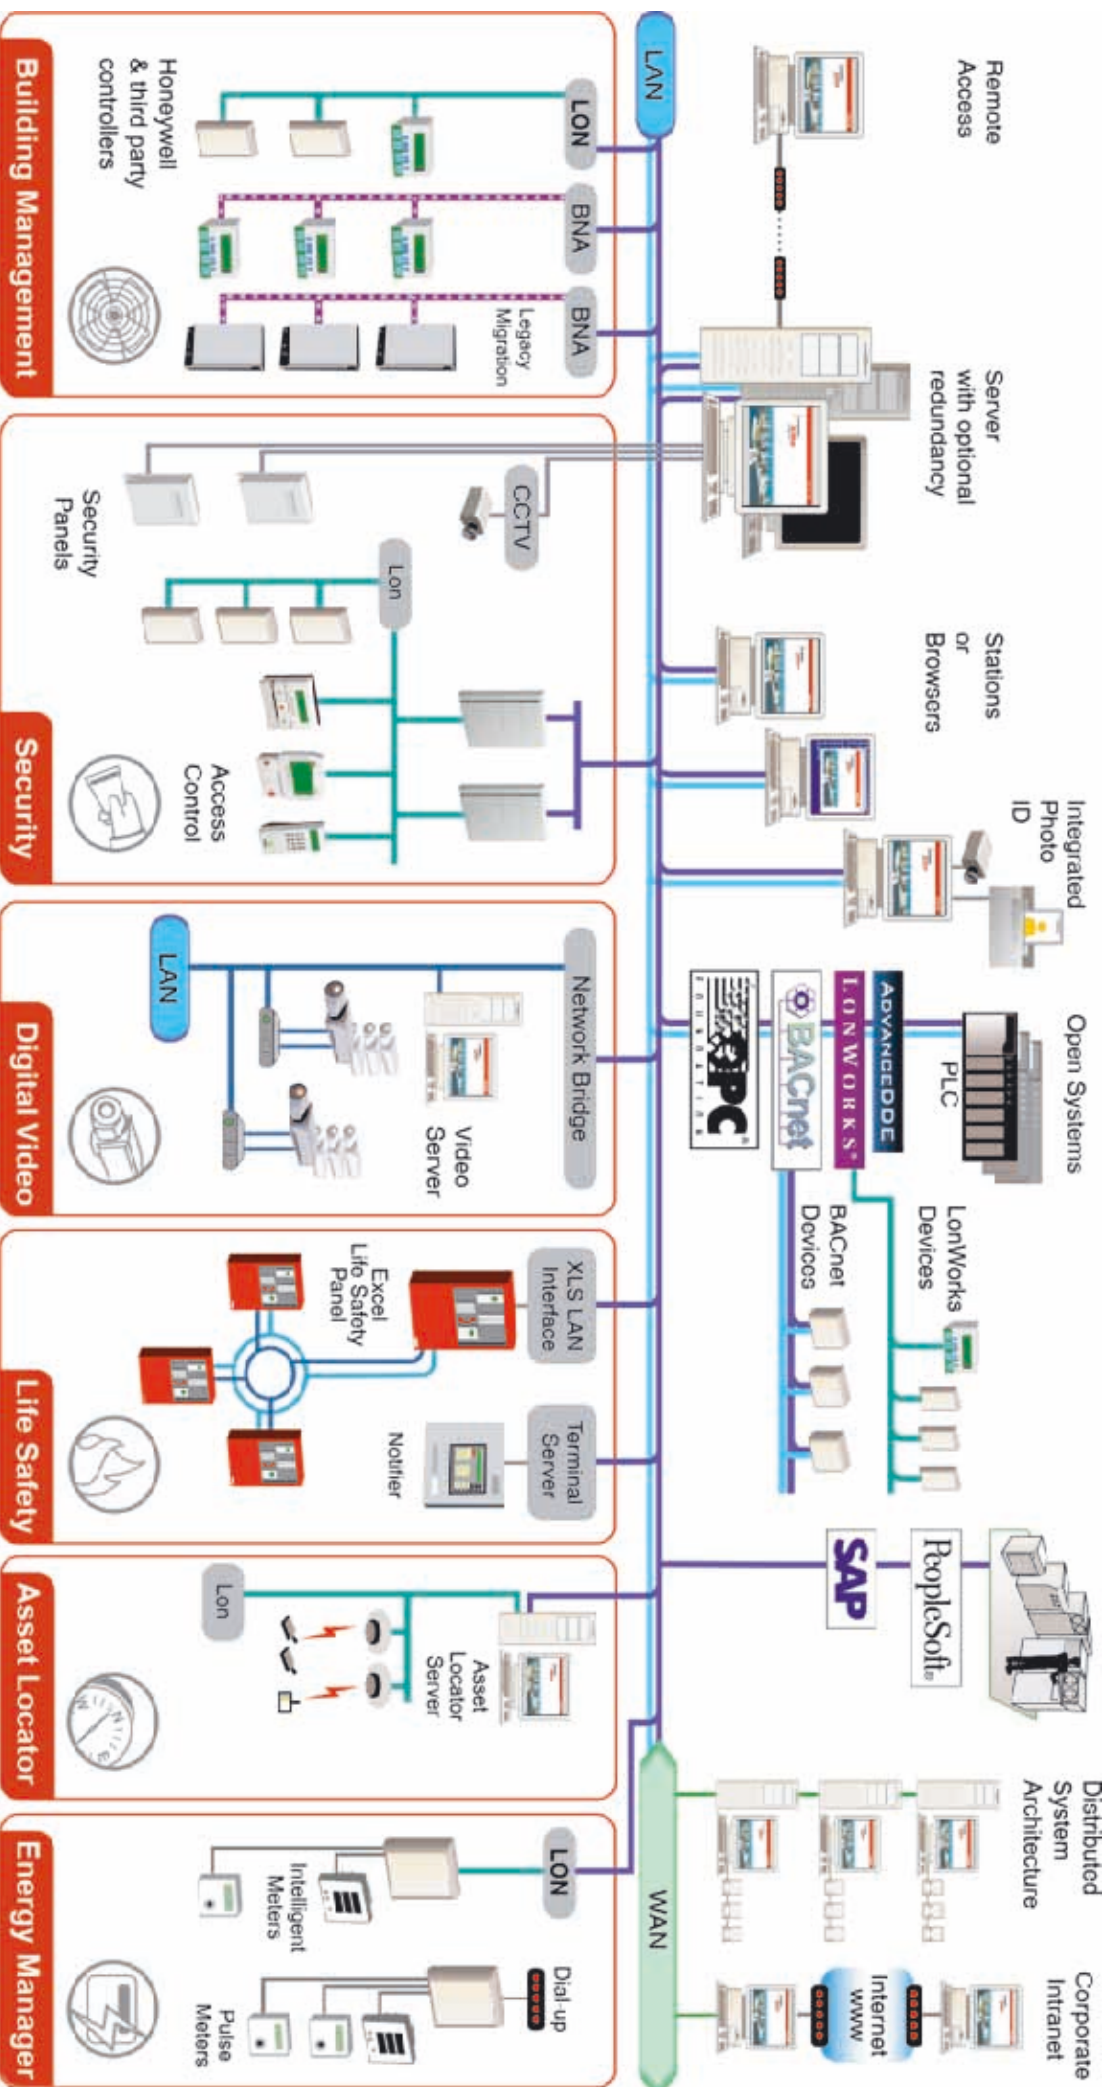 Remote
Access
Server
with optional
redundancy
Stations
or
Browsers
Integrated
Photo
ID
Open Systems
PLC
ADVANCEDDE
LONWORKS®
BACnet
OPC®
FOUNDATION
LonWorks
Devices
BACnet
Devices
PeopleSoft®
SAP
Distributed
System
Architecture
Corporate
Intranet
Internet
www
LAN
WAN
LON
BNA
BNA
Legacy
Migration
Honeywell
& third party
controllers
Building Management
CCTV
Security
Panels
Lon
Access
Control
Security
Network Bridge
Video
Server
LAN
Digital Video
XLS LAN
Interface
Terminal
Server
Excel
Life Safety
Panel
Notifier
Life Safety
Asset
Locator
Server
Lon
N
E
W
Asset Locator
LON
Dial-up
Intelligent
Meters
Pulse
Meters
Energy Manager